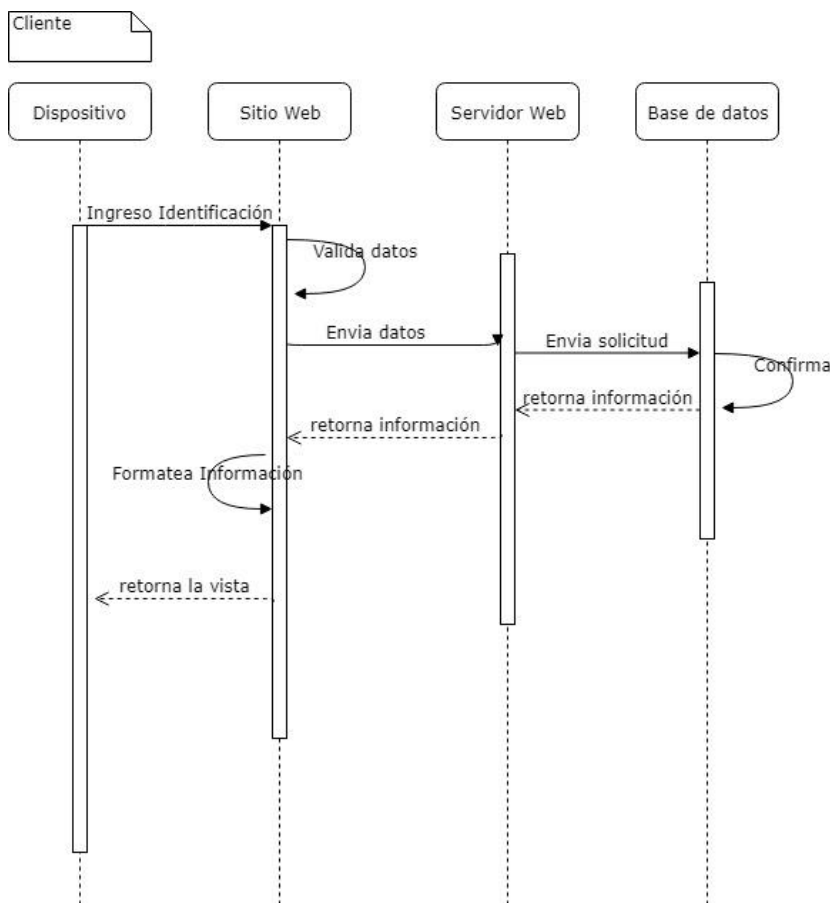 Cliente
Dispositivo
Sitio Web
Servidor Web
Base de datos
Ingreso Identificación
Valida datos
Envia datos
Envia solicitud
Confirma
retorna información
retorna información
Formatea Información
retorna la vista